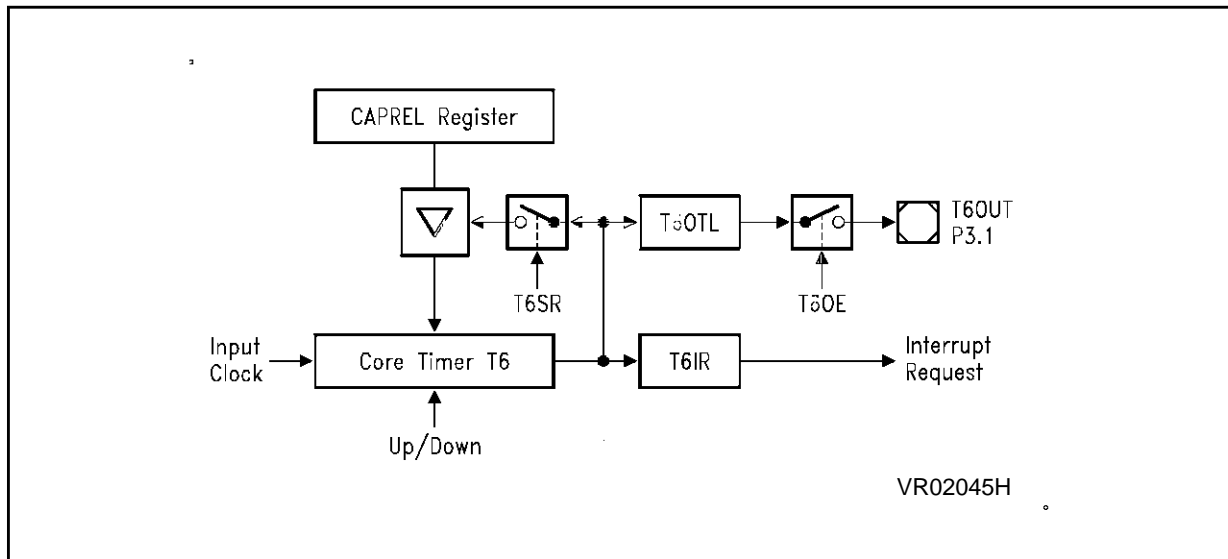 CAPREL Register
T6OTL
T6OUT
P3.1
T6SR
T6OE
Input
Clock
Core Timer T6
T6IR
Interrupt
Request
Up/Down
VR02045H